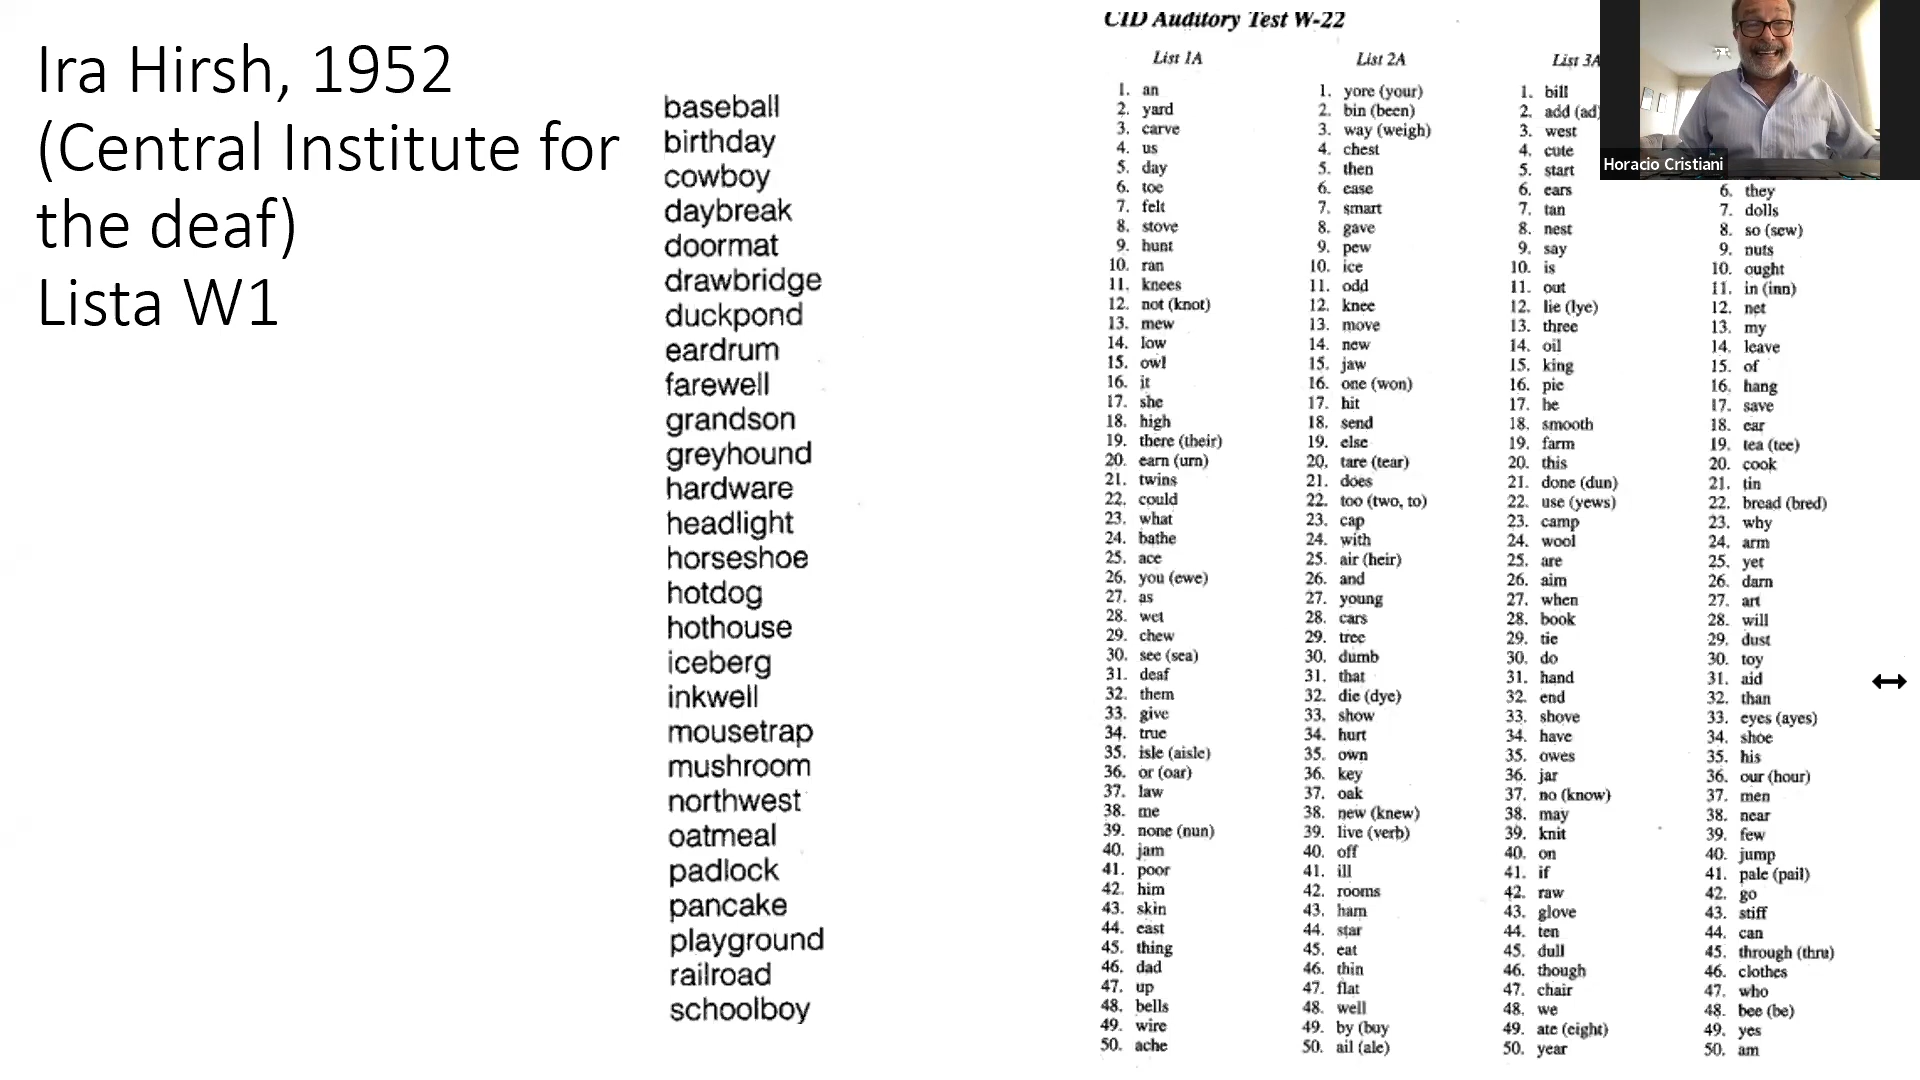 Ira Hirsh, 1952
(Central Institute for
the deaf)
Lista W1
baseball
birthday
cowboy
daybreak
doormat
drawbridge
duckpond
eardrum
farewell
grandson
greyhound
hardware
headlight
horseshoe
hotdog
hothouse
iceberg
inkwell
mousetrap
mushroom
northwest
oatmeal
padlock
pancake
playground
railroad
schoolboy
CID Auditory Test W-22
List 1A
1. an
2. yard
3. carve
4. us
5. day
6. toe
7. felt
8. stove
9. hunt
10. ran
11. knees
12. not (knot)
13. mew
14. low
15. owl
16. it
17. she
18. high
19. there (their)
20. earn (urn)
21. twins
22. could
23. what
24. bathe
25. ace
26. you (ewe)
27. as
28. wet
29. chew
30. see (sea)
31. deaf
32. them
33. give
34. true
35. isle (aisle)
36. or (oar)
37. law
38. me
39. none (nun)
40. jam
41. poor
42. him
43. skin
44. east
45. thing
46. dad
47. up
48. bells
49. wire
50. ache
List 2A
1. yore (your)
2. bin (been)
3. way (weigh)
4. chest
5. then
6. ease
7. smart
8. gave
9. pew
10. ice
11. odd
12. knee
13. move
14. new
15. jaw
16. one (won)
17. hit
18. send
19. else
20. tare (tear)
21. does
22. too (two, to)
23. cap
24. with
25. air (heir)
26. and
27. young
28. cars
29. tree
30. dumb
31. that
32. die (dye)
33. show
34. hurt
35. own
36. key
37. oak
38. new (knew)
39. live (verb)
40. off
41. ill
42. rooms
43. ham
44. star
45. eat
46. thin
47. flat
48. well
49. by (buy
50. ail (ale)
List 3A
1. bill
2. add (ad)
3. west
4. cute
5. start
6. ears
7. tan
8. nest
9. say
10. is
11. out
12. lie (lye)
13. three
14. oil
15. king
16. pie
17. he
18. smooth
19. farm
20. this
21. done (dun)
22. use (yews)
23. camp
24. wool
25. are
26. aim
27. when
28. book
29. tie
30. do
31. hand
32. end
33. shove
34. have
35. owes
36. jar
37. no (know)
38. may
39. knit
40. on
41. if
42. raw
43. glove
44. ten
45. dull
46. though
47. chair
48. we
49. ate (eight)
50. year
Horacio Cristiani
6. they
7. dolls
8. so (sew)
9. nuts
10. ought
11. in (inn)
12. net
13. my
14. leave
15. of
16. hang
17. save
18. ear
19. tea (tee)
20. cook
21. tin
22. bread (bred)
23. why
24. arm
25. yet
26. darn
27. art
28. will
29. dust
30. toy
31. aid
32. than
33. eyes (ayes)
34. shoe
35. his
36. our (hour)
37. men
38. near
39. few
40. jump
41. pale (pail)
42. go
43. stiff
44. can
45. through (thru)
46. clothes
47. who
48. bee (be)
49. yes
50. am